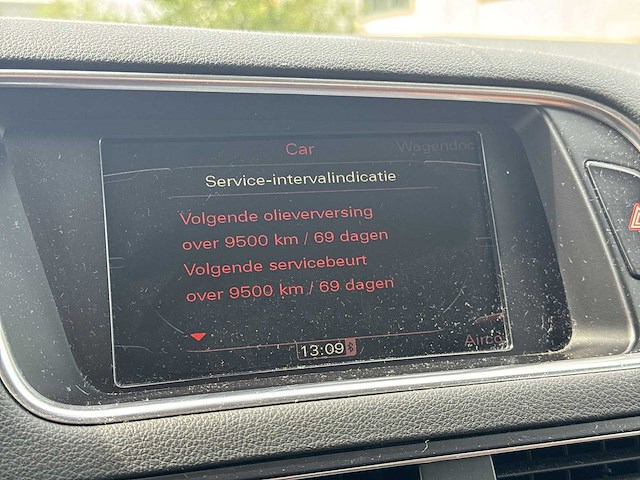 Car
Wagendoc
Service-intervalindicatie
Volgende olieverversing
over 9500 km / 69 dagen
Volgende servicebeurt
over 9500 km / 69 dagen
13:09
Airco